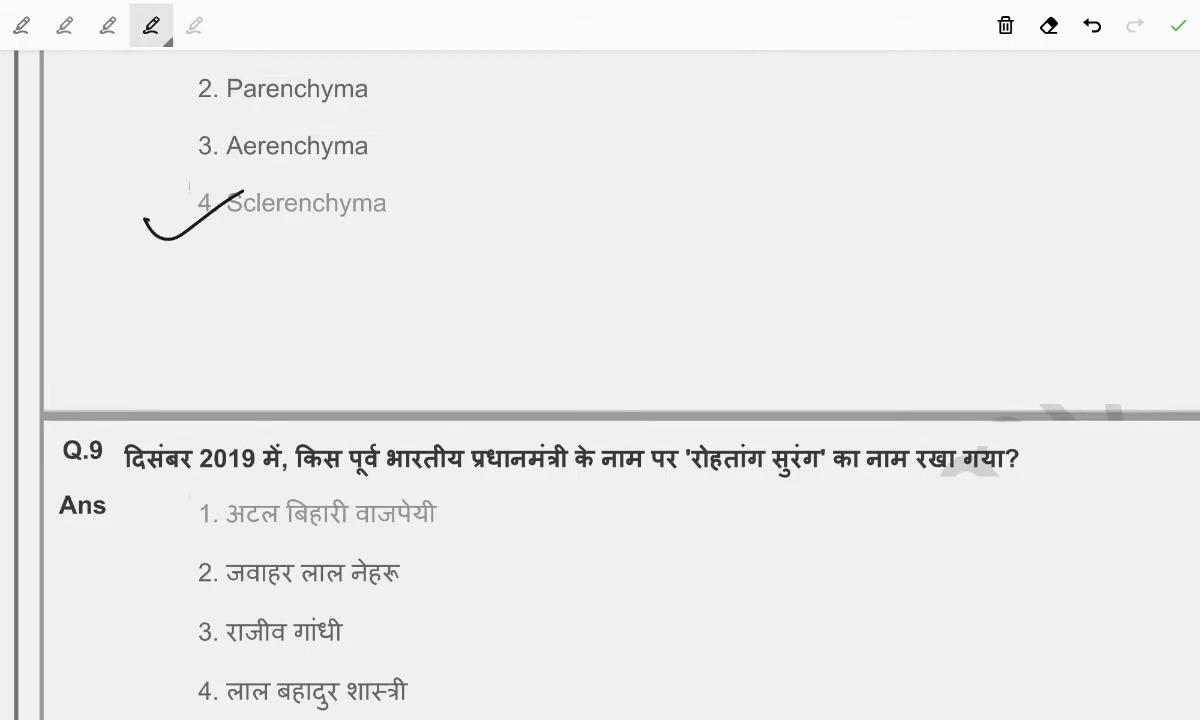 2. Parenchyma
3. Aerenchyma
4. Sclerenchyma
Q.9 दिसंबर 2019 में, किस पूर्व भारतीय प्रधानमंत्री के नाम पर 'रोहतांग सुरंग' का नाम रखा गया?
Ans 1. अटल बिहारी वाजपेयी
2. जवाहर लाल नेहरू
3. राजीव गांधी
4. लाल बहादुर शास्त्री